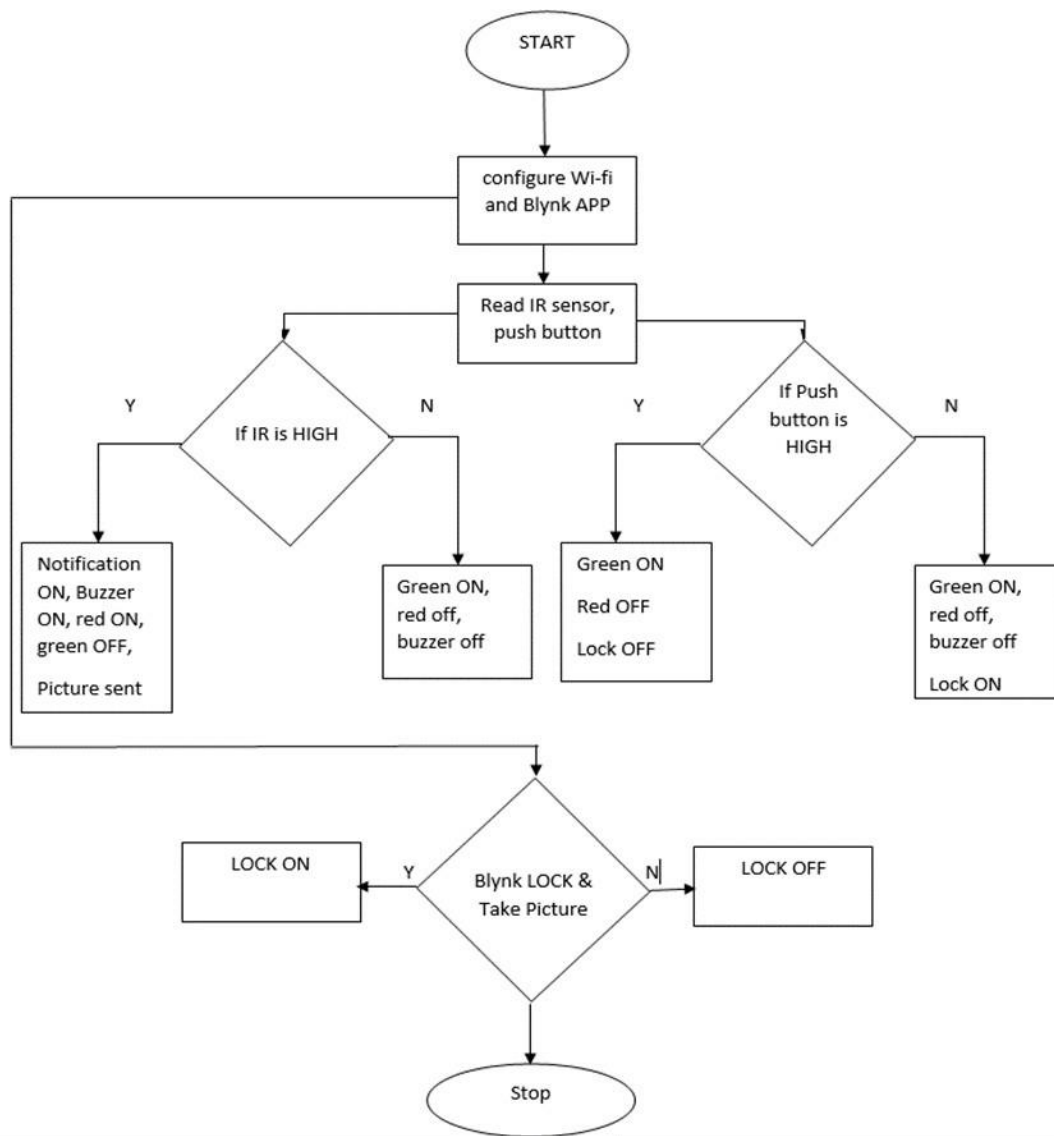 START
configure Wi-fi
and Blynk APP
Read IR sensor,
push button
Y
If IR is HIGH
N
Y
If Push
button is
HIGH
N
Notification
ON, Buzzer
ON, red ON,
green OFF,
Picture sent
Green ON,
red off,
buzzer off
Green ON
Red OFF
Lock OFF
Green ON,
red off,
buzzer off
Lock ON
LOCK ON
Y
Blynk LOCK &
Take Picture
N
LOCK OFF
Stop